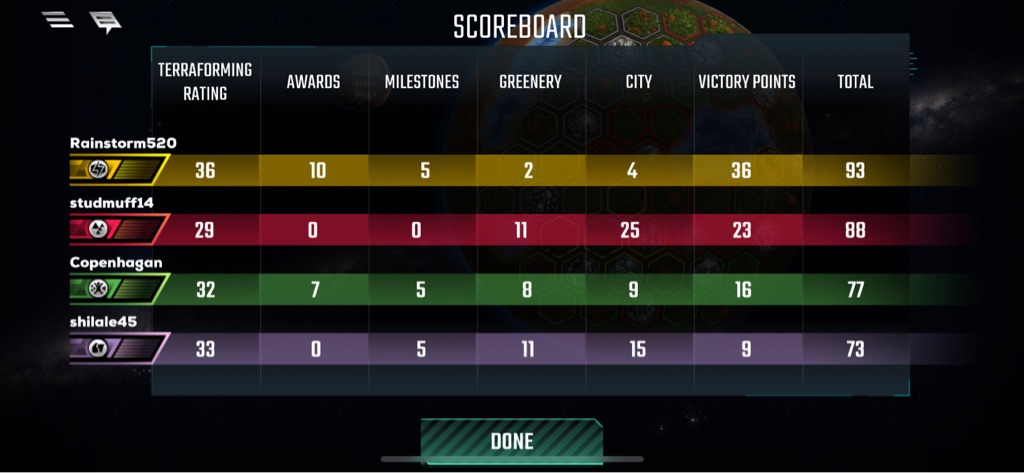 SCOREBOARD
TERRAFORMING RATING AWARDS MILESTONES GREENERY CITY VICTORY POINTS TOTAL
Rainstorm520
36 10 5 2 4 36 93
studmuff14
29 0 0 11 25 23 88
Copenhagan
32 7 5 8 9 16 77
shilale45
33 0 5 11 15 9 73
DONE